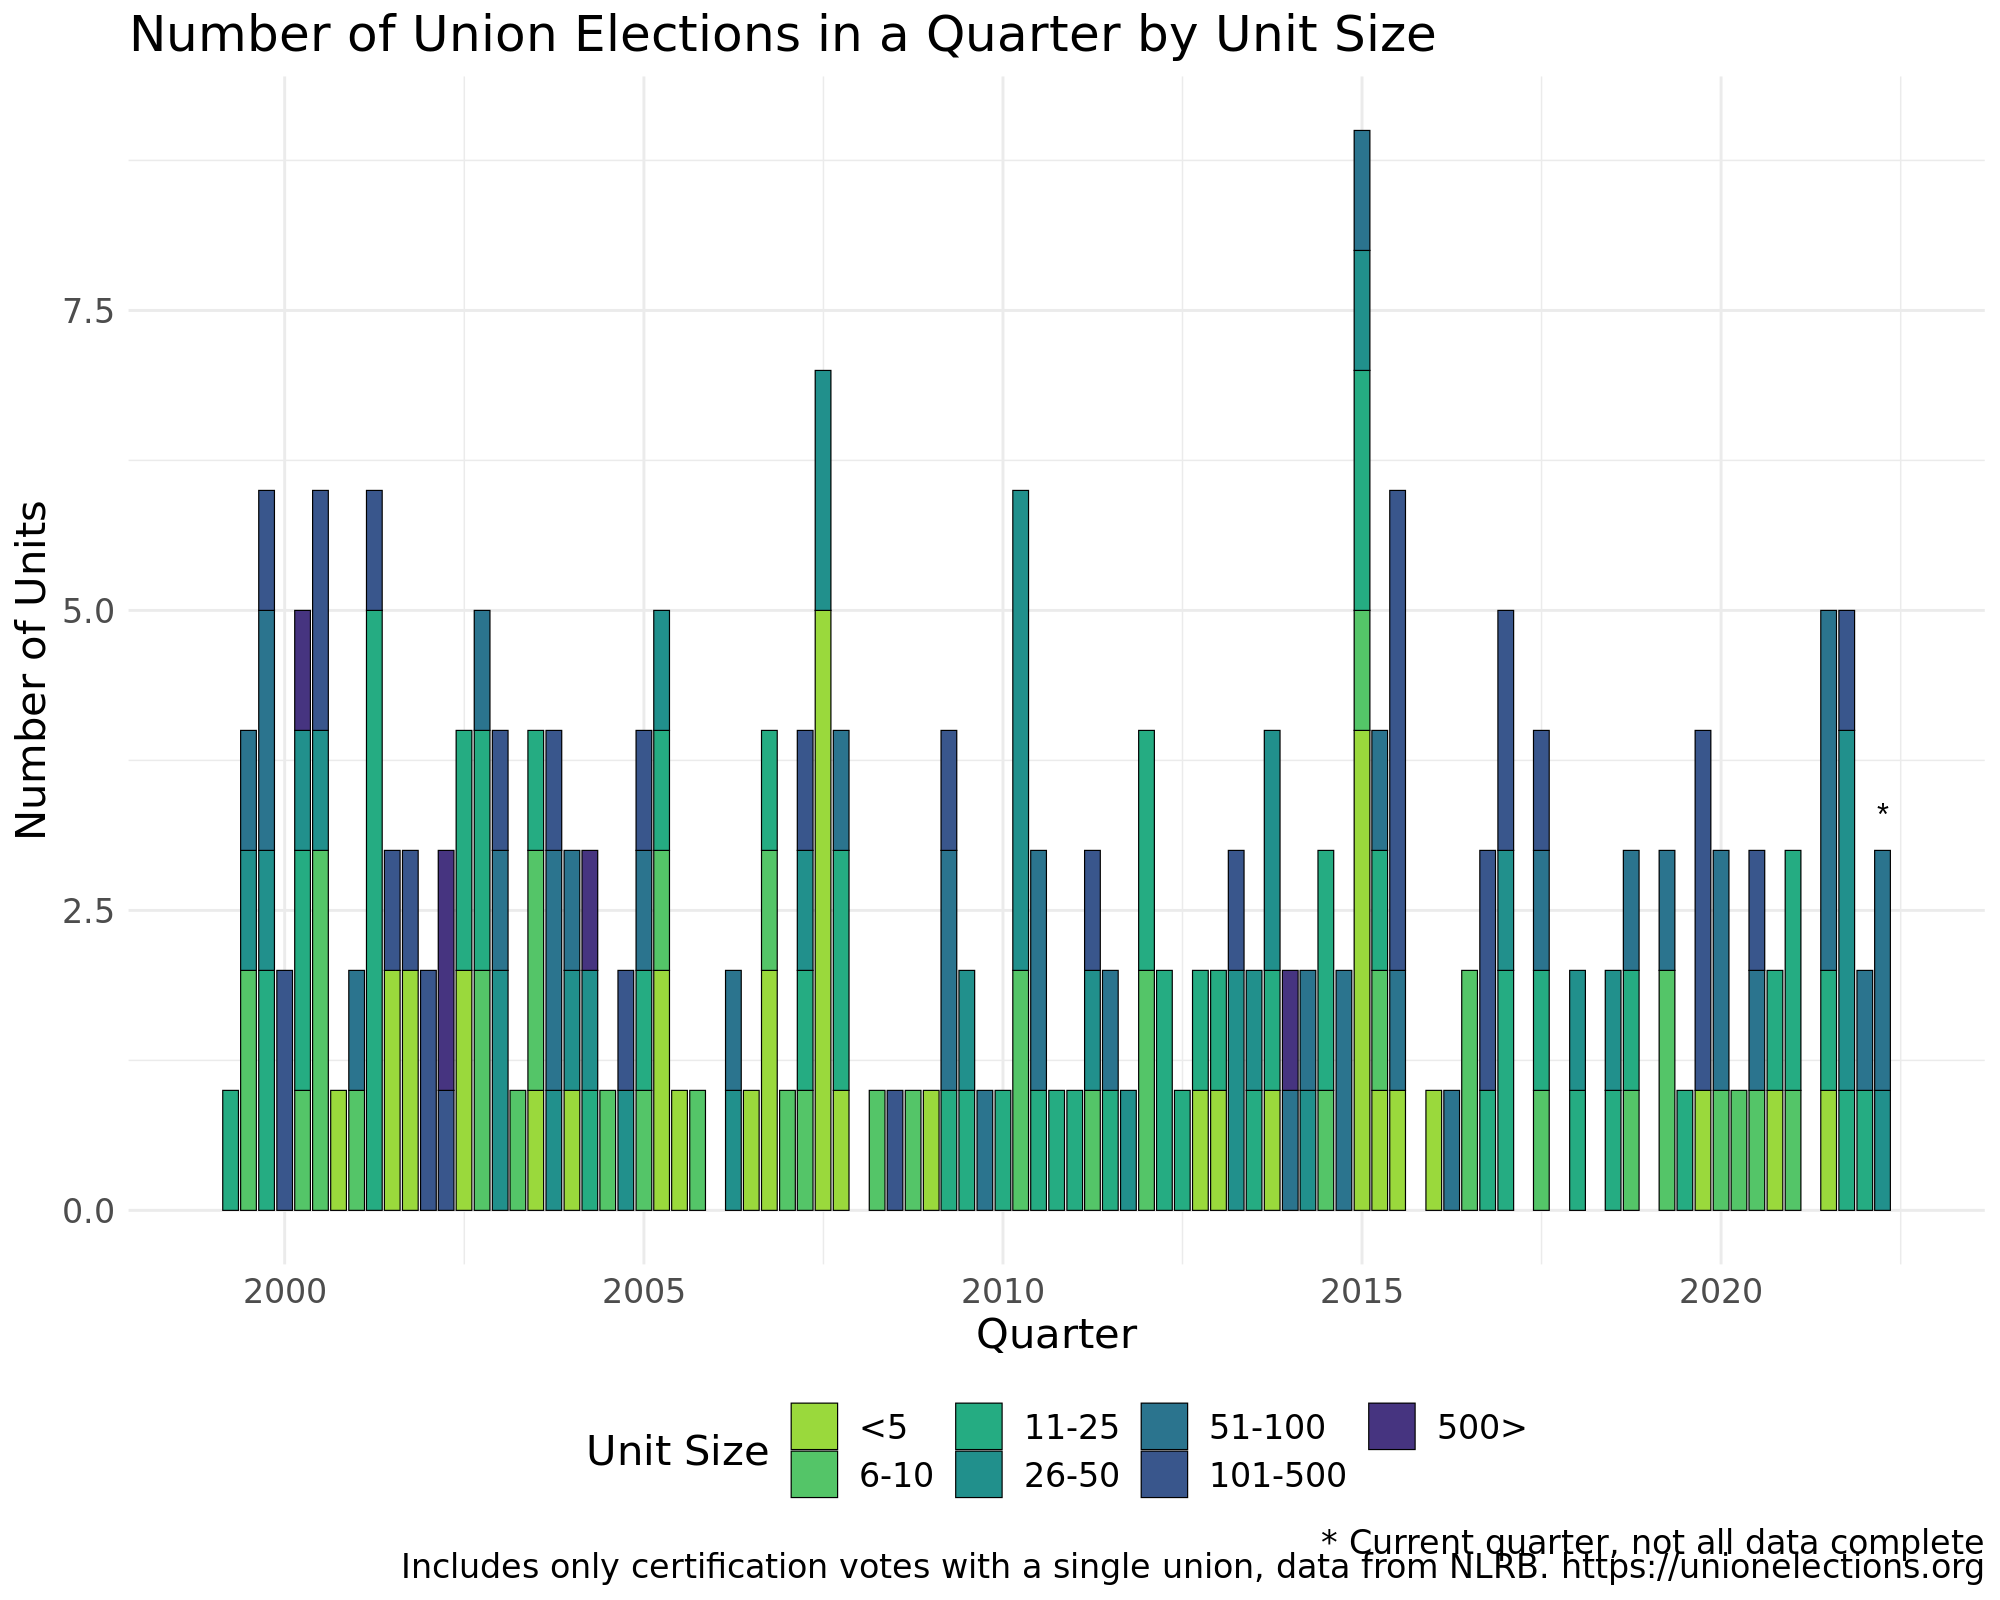 Number of Union Elections in a Quarter by Unit Size
Number of Units
7.5
5.0
2.5
0.0
*
2000 2005 2010 2015 2020
Quarter
Unit Size
<5 11-25 51-100 500>
6-10 26-50 101-500
* Current quarter, not all data complete
Includes only certification votes with a single union, data from NLRB. https://unionelections.org